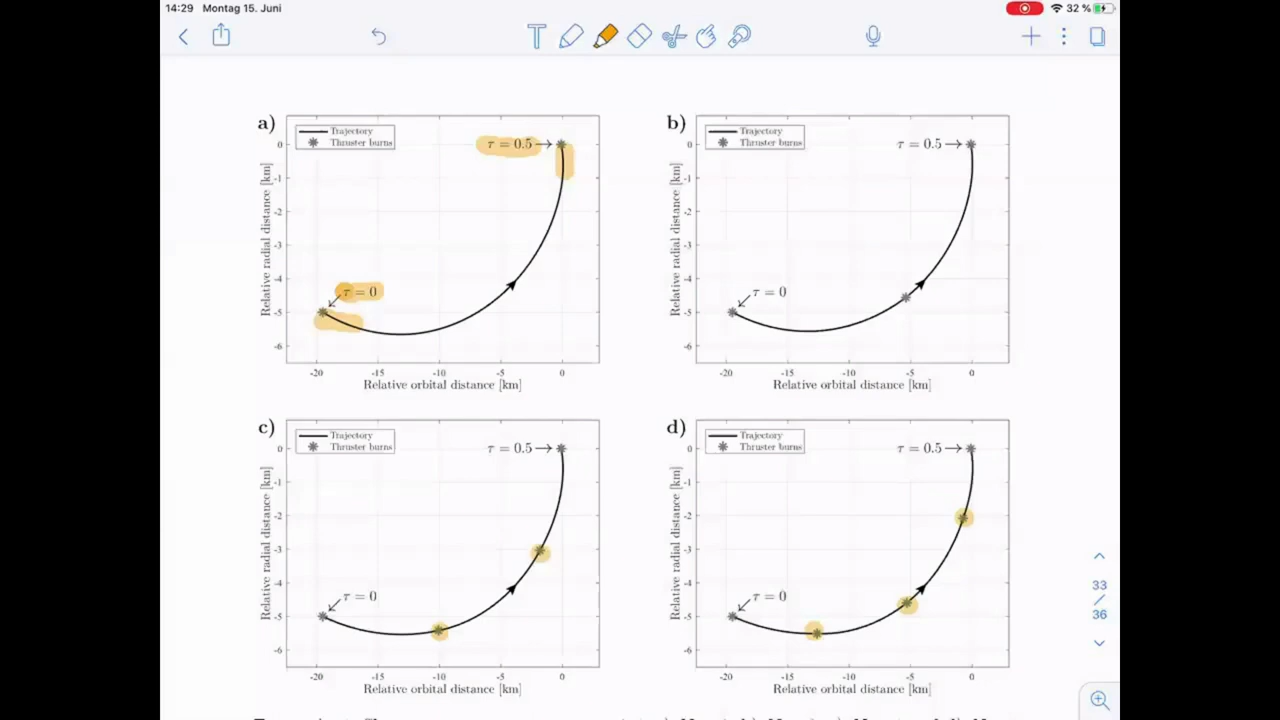 14:29 Montag 15. Juni 32 %
a)
Trajectory
Thruster burns
τ = 0.5
τ = 0
Relative radial distance [km]
0
-1
-2
-3
-4
-5
-6
-20 -15 -10 -5 0
Relative orbital distance [km]
b)
Trajectory
Thruster burns
τ = 0.5
τ = 0
Relative radial distance [km]
0
-1
-2
-3
-4
-5
-6
-20 -15 -10 -5 0
Relative orbital distance [km]
c)
Trajectory
Thruster burns
τ = 0.5
τ = 0
Relative radial distance [km]
0
-1
-2
-3
-4
-5
-6
-20 -15 -10 -5 0
Relative orbital distance [km]
d)
Trajectory
Thruster burns
τ = 0.5
τ = 0
Relative radial distance [km]
0
-1
-2
-3
-4
-5
-6
-20 -15 -10 -5 0
Relative orbital distance [km]
33
/
36